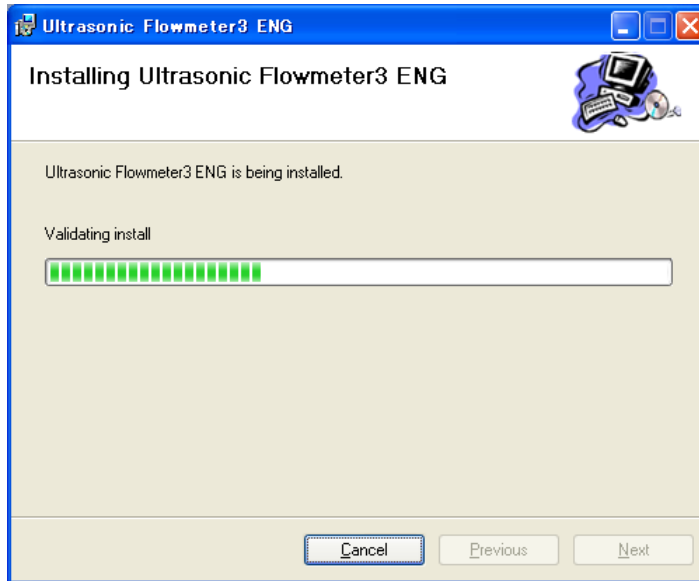 Ultrasonic Flowmeter3 ENG
Installing Ultrasonic Flowmeter3 ENG
Ultrasonic Flowmeter3 ENG is being installed.
Validating install
Cancel Previous Next